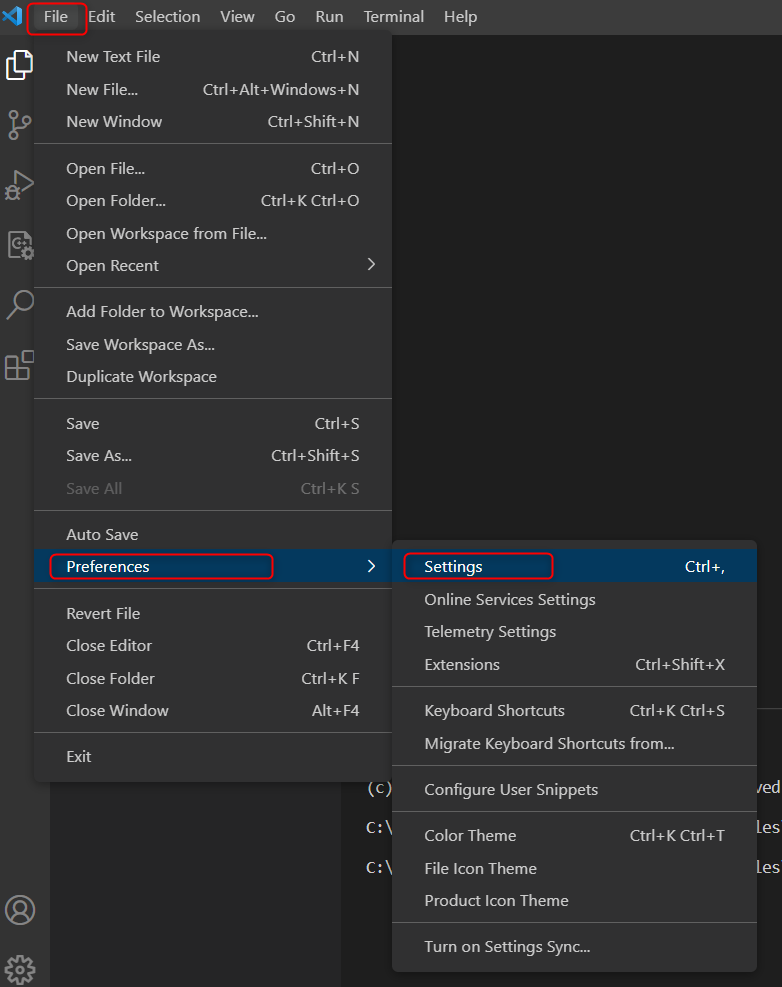 File Edit Selection View Go Run Terminal Help
New Text File Ctrl+N
New File... Ctrl+Alt+Windows+N
New Window Ctrl+Shift+N
Open File... Ctrl+O
Open Folder... Ctrl+K Ctrl+O
Open Workspace from File...
Open Recent
Add Folder to Workspace...
Save Workspace As...
Duplicate Workspace
Save Ctrl+S
Save As... Ctrl+Shift+S
Save All Ctrl+K S
Auto Save
Preferences
Revert File
Close Editor Ctrl+F4
Close Folder Ctrl+K F
Close Window Alt+F4
Exit
Settings Ctrl+,
Online Services Settings
Telemetry Settings
Extensions Ctrl+Shift+X
Keyboard Shortcuts Ctrl+K Ctrl+S
Migrate Keyboard Shortcuts from...
Configure User Snippets
Color Theme Ctrl+K Ctrl+T
File Icon Theme
Product Icon Theme
Turn on Settings Sync...
(c) ved
C:\ les
C:\ les